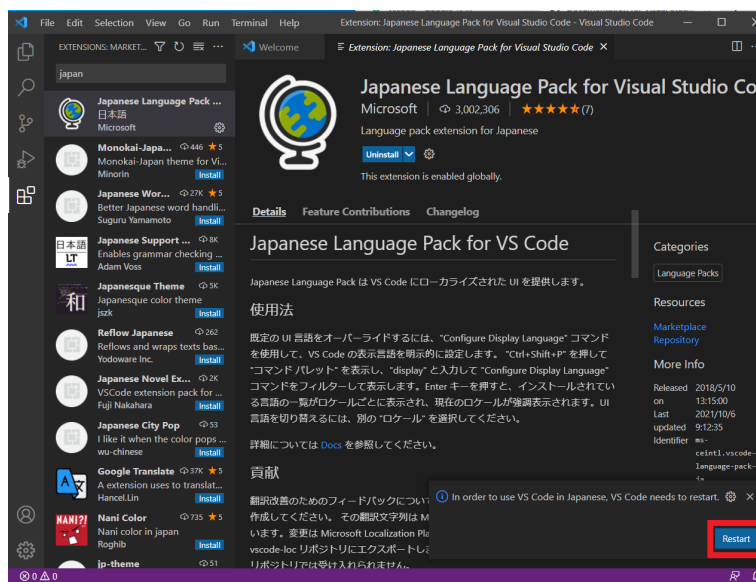 File Edit Selection View Go Run Terminal Help Extension: Japanese Language Pack for Visual Studio Code - Visual Studio Code
EXTENSIONS: MARKET...
japan
Japanese Language Pack ...
日本語
Microsoft
Monokai-Japa... 446 5
Monokai-Japan theme for Vi...
Minorin Install
Japanese Wor... 27K 5
Better Japanese word handli...
Suguru Yamamoto Install
Japanese Support ... 8K
Enables grammar checking ...
Adam Voss Install
日本語
LT
Japanesque Theme 5K
Japanesque color theme
jszk Install
和
Reflow Japanese 262
Reflows and wraps texts bas...
Yodoware Inc. Install
Japanese Novel Ex... 2K
VSCode extension pack for ...
Fuji Nakahara Install
Japanese City Pop 53
I like it when the color pops ...
wu-chinese Install
Google Translate 37K 5
A extension uses to translat...
Hancel.Lin Install
Nani Color 735 5
Nani color in japan
Roghib Install
NANI?!
jp-theme 51
0 0
Welcome Extension: Japanese Language Pack for Visual Studio Code
Japanese Language Pack for Visual Studio Co
Microsoft 3,002,306 (7)
Language pack extension for Japanese
Uninstall
This extension is enabled globally.
Details Feature Contributions Changelog
Japanese Language Pack for VS Code
Japanese Language Pack は VS Code にローカライズされた UI を提供します。
使用法
既定の UI 言語をオーバーライドするには、"Configure Display Language" コマンド
を使用して、VS Code の表示言語を明示的に設定します。 "Ctrl+Shift+P" を押して
"コマンド パレット" を表示し、"display" と入力して "Configure Display Language"
コマンドをフィルターして表示します。Enter キーを押すと、インストールされてい
る言語の一覧がロケールごとに表示され、現在のロケールが強調表示されます。UI
言語を切り替えるには、別の "ロケール" を選択してください。
詳細については Docs を参照してください。
貢献
翻訳改善のためのフィードバックについて
作成してください。 その翻訳文字列は M
います。変更は Microsoft Localization Pla
vscode-loc リポジトリにエクスポートしま
リポジトリでは受け入れられません。
Categories
Language Packs
Resources
Marketplace
Repository
More Info
Released on 2018/5/10 13:15:00
Last updated 2021/10/6 9:12:35
Identifier ms-
ceintl.vscode-
language-pack-
ja
In order to use VS Code in Japanese, VS Code needs to restart.
Restart